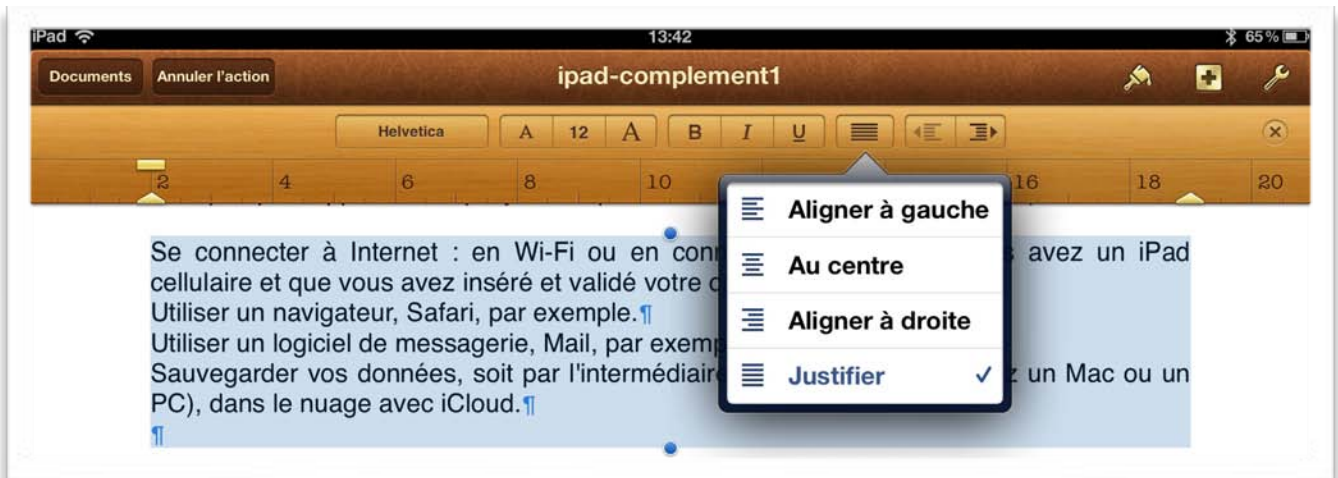 iPad 13:42 65 %
Documents Annuler l'action ipad-complement1
Helvetica A 12 A B I U
2 4 6 8 10 16 18 20
Aligner à gauche
Au centre
Aligner à droite
Justifier
Se connecter à Internet : en Wi-Fi ou en conn avez un iPad
cellulaire et que vous avez inséré et validé votre
Utiliser un navigateur, Safari, par exemple.¶
Utiliser un logiciel de messagerie, Mail, par exemp
Sauvegarder vos données, soit par l'intermédiaire un Mac ou un
PC), dans le nuage avec iCloud.¶
¶